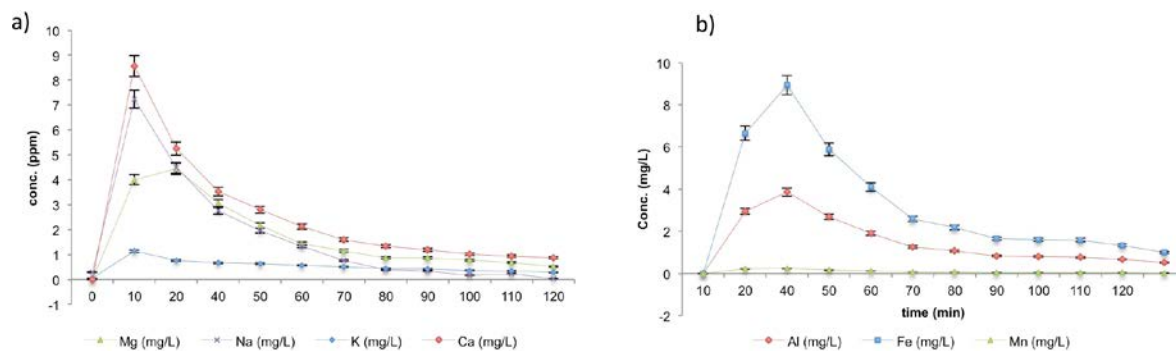 a)
10
9
8
7
6
5
4
3
2
1
0
-1
conc. (ppm)
0 10 20 40 50 60 70 80 90 100 110 120
Mg (mg/L) Na (mg/L) K (mg/L) Ca (mg/L)
b)
10
8
6
4
2
0
-2
Conc. (mg/L)
10 20 40 50 60 70 80 90 100 110 120
time (min)
Al (mg/L) Fe (mg/L) Mn (mg/L)